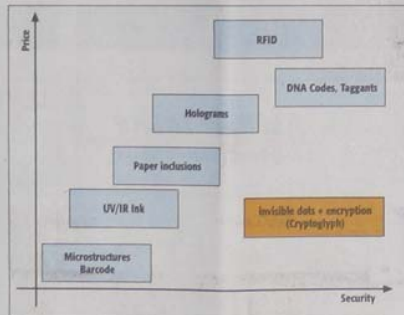 Price
RFID
DNA Codes, Taggants
Holograms
Paper inclusions
UV/IR Ink
Invisible dots + encryption
(Cryptoglyph)
Microstructures
Barcode
Security